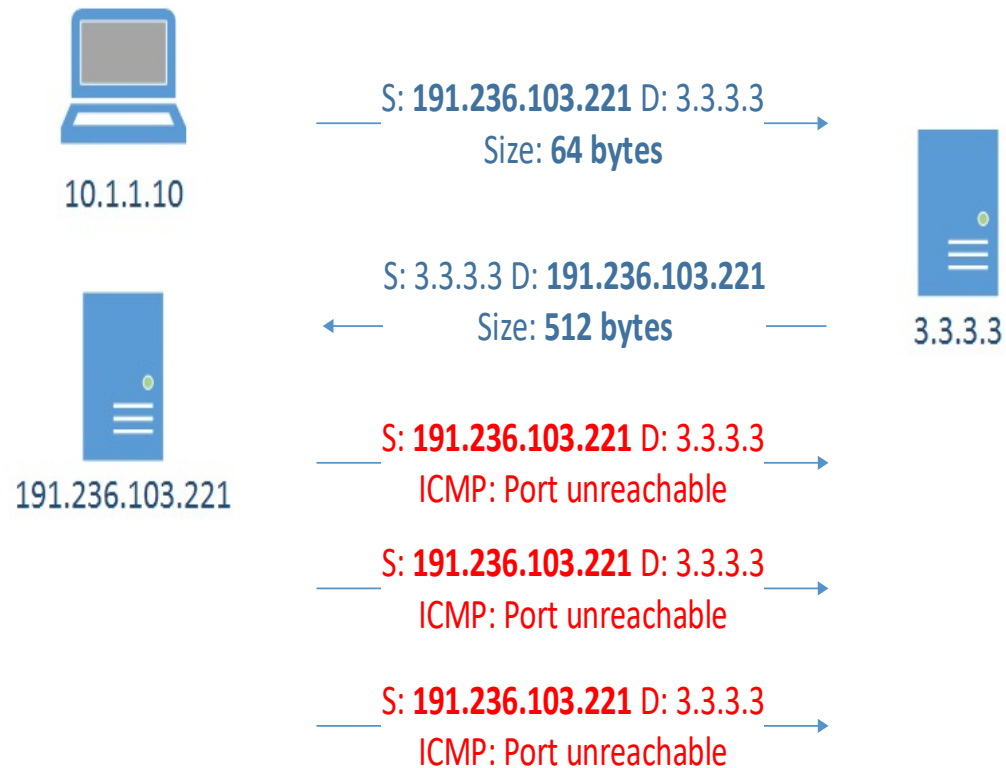 S: 191.236.103.221 D: 3.3.3.3
Size: 64 bytes
10.1.1.10
S: 3.3.3.3 D: 191.236.103.221
Size: 512 bytes
3.3.3.3
S: 191.236.103.221 D: 3.3.3.3
ICMP: Port unreachable
191.236.103.221
S: 191.236.103.221 D: 3.3.3.3
ICMP: Port unreachable
S: 191.236.103.221 D: 3.3.3.3
ICMP: Port unreachable